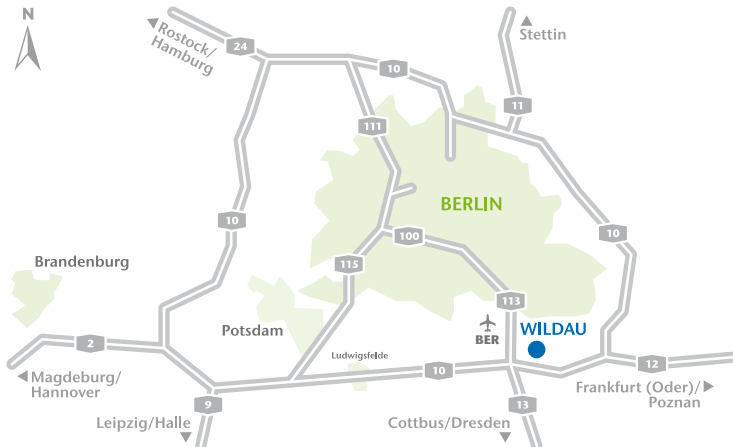 N
Rostock/
Hamburg
24
10
Stettin
11
111
BERLIN
10
100
10
Brandenburg
115
113
Potsdam
BER
WILDAU
2
Ludwigsfelde
10
12
Magdeburg/
Hannover
9
13
Frankfurt (Oder)/
Poznan
Leipzig/Halle
Cottbus/Dresden